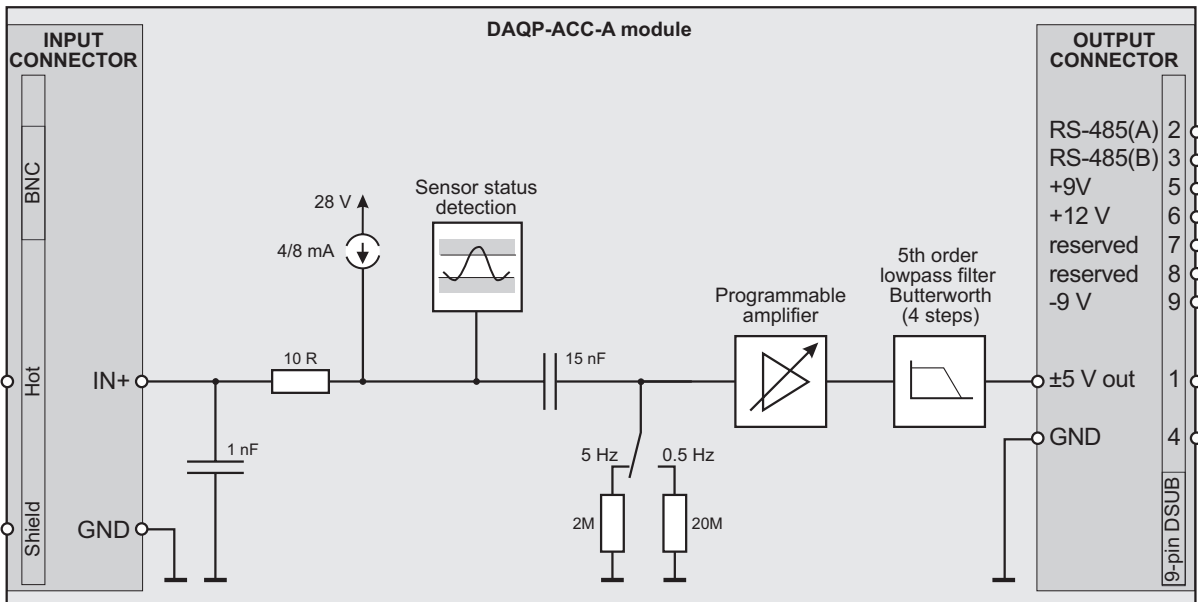 DAQP-ACC-A module
INPUT
CONNECTOR
BNC
Hot
Shield
IN+
GND
1 nF
10 R
28 V
4/8 mA
Sensor status
detection
15 nF
5 Hz
0.5 Hz
2M
20M
Programmable
amplifier
5th order
lowpass filter
Butterworth
(4 steps)
OUTPUT
CONNECTOR
RS-485(A) 2
RS-485(B) 3
+9V 5
+12 V 6
reserved 7
reserved 8
-9 V 9
±5 V out 1
GND 4
9-pin DSUB